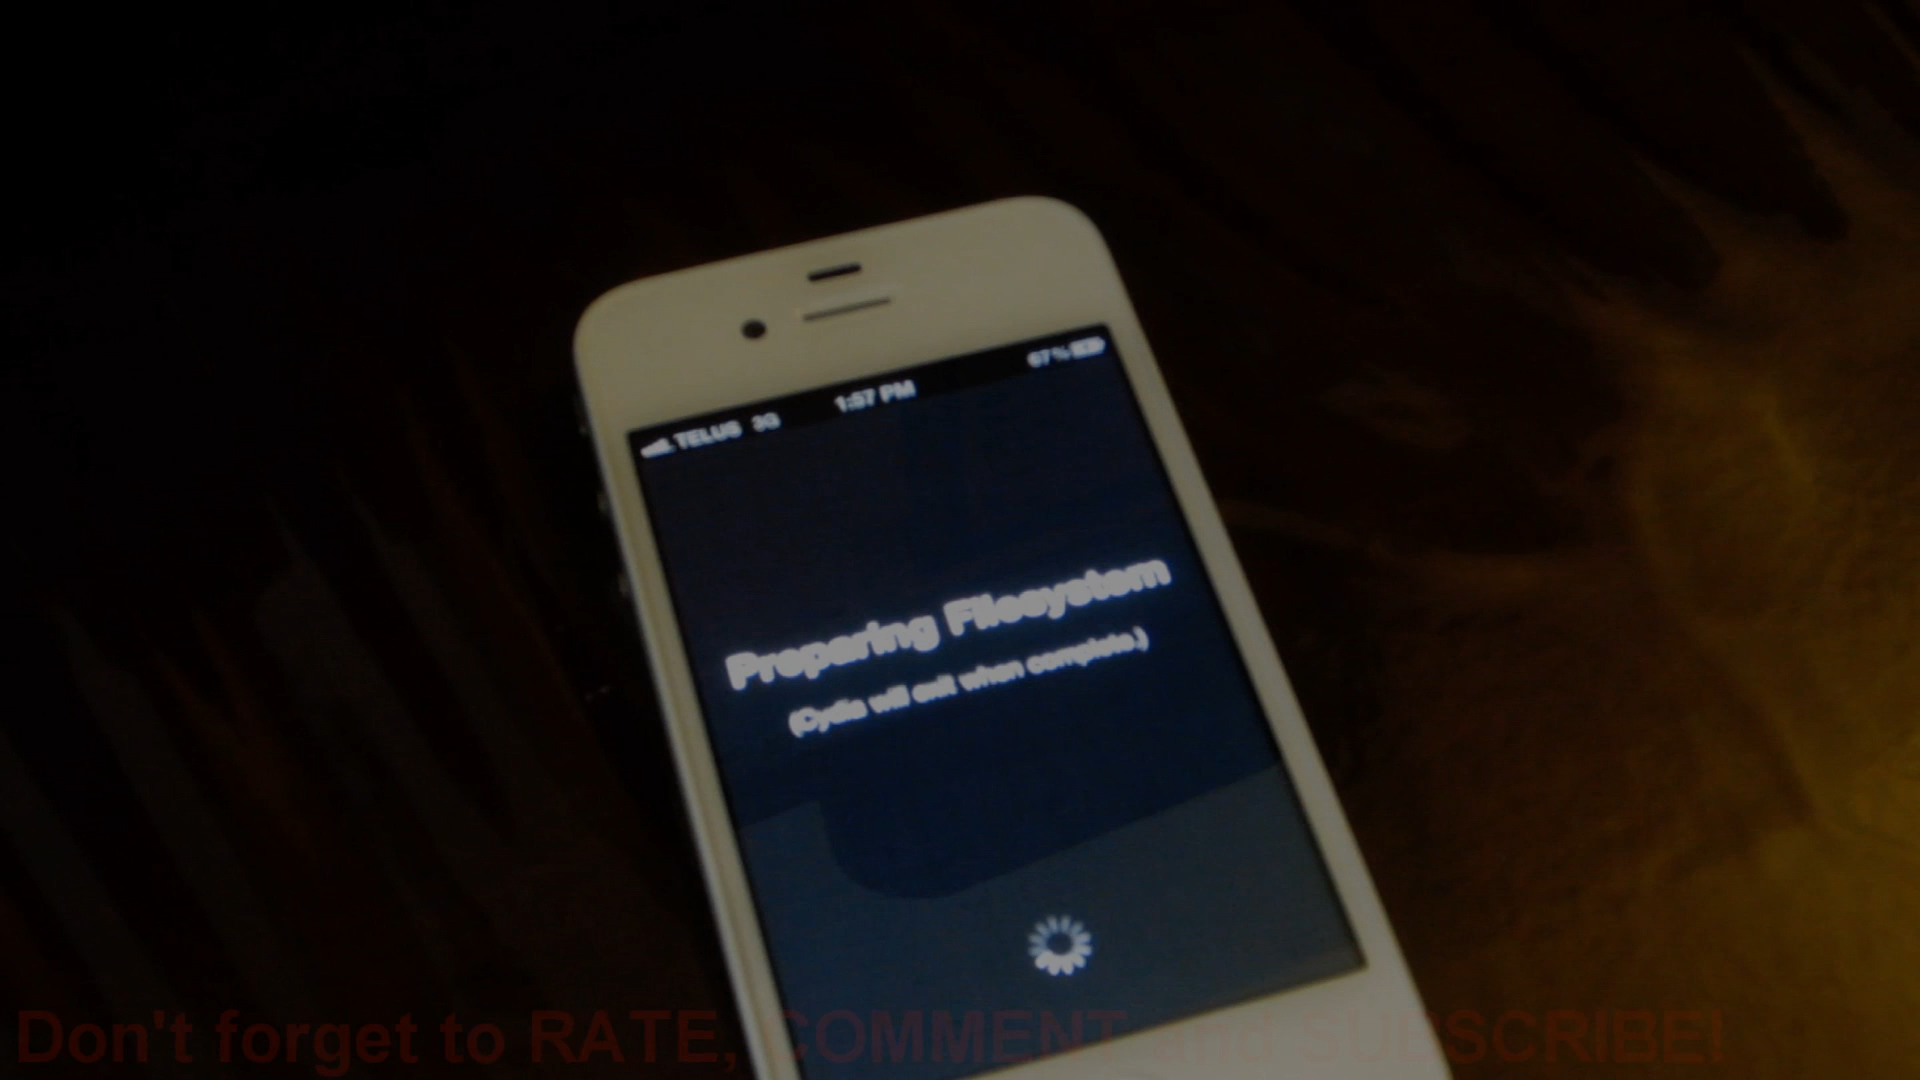 TELUS 3G 1:57 PM 67%
Preparing Filesystem
(Cydia will exit when complete.)
Don't forget to RATE, COMMENT and SUBSCRIBE!